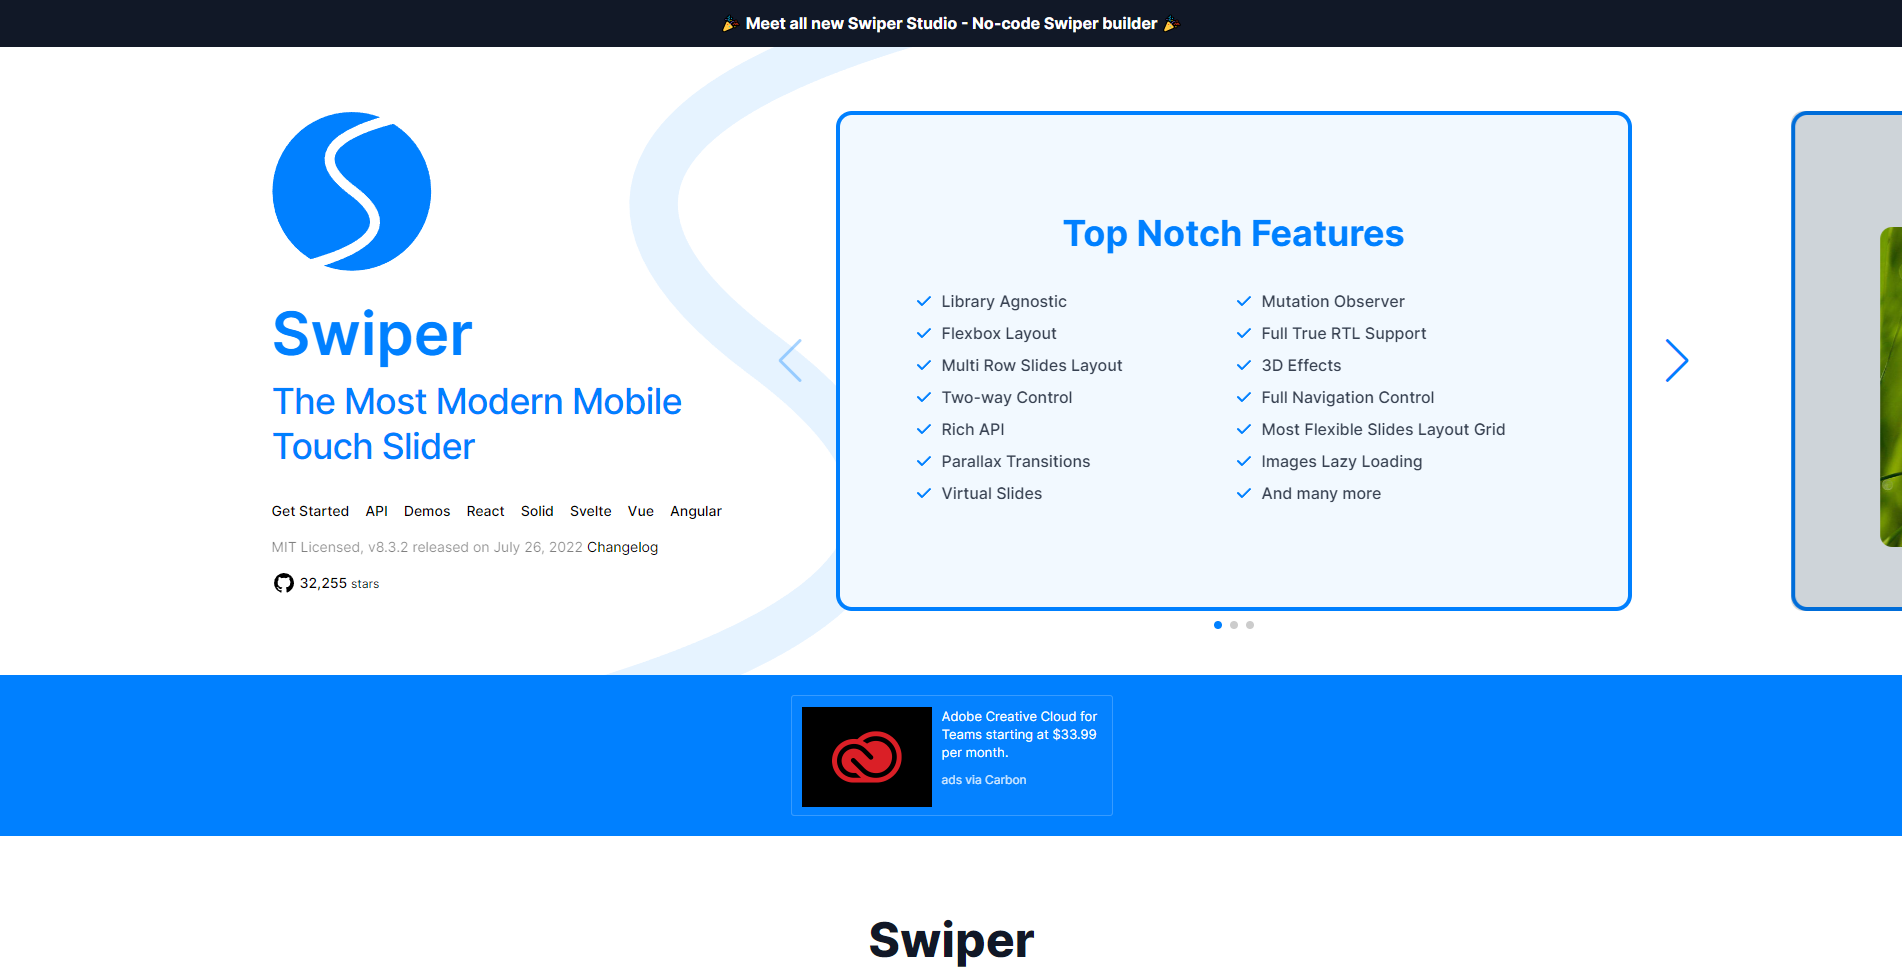 🎉 Meet all new Swiper Studio - No-code Swiper builder 🎉
Swiper
The Most Modern Mobile
Touch Slider
Get Started API Demos React Solid Svelte Vue Angular
MIT Licensed, v8.3.2 released on July 26, 2022 Changelog
32,255 stars
Top Notch Features
Library Agnostic
Flexbox Layout
Multi Row Slides Layout
Two-way Control
Rich API
Parallax Transitions
Virtual Slides
Mutation Observer
Full True RTL Support
3D Effects
Full Navigation Control
Most Flexible Slides Layout Grid
Images Lazy Loading
And many more
Adobe Creative Cloud for
Teams starting at $33.99
per month.
ads via Carbon
Swiper